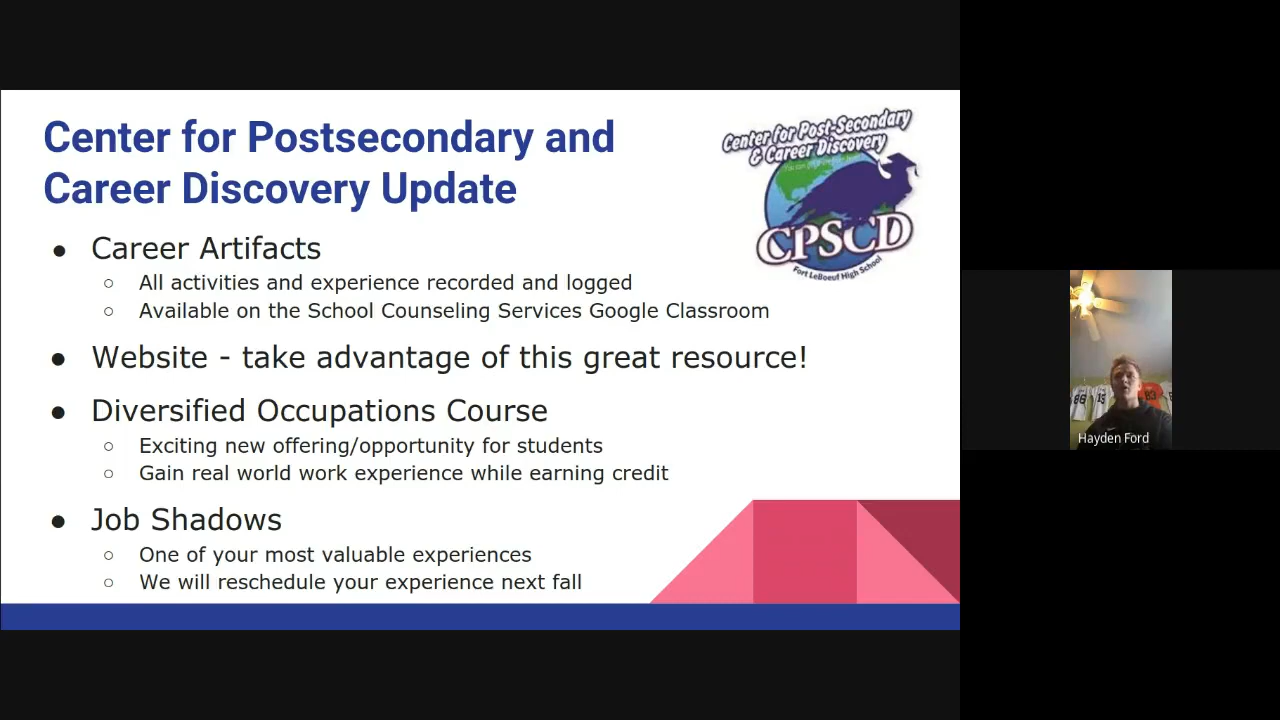 Center for Postsecondary and
Career Discovery Update
Center for Post-Secondary
& Career Discovery
CPSCD
Fort LeBoeuf High School
● Career Artifacts
○ All activities and experience recorded and logged
○ Available on the School Counseling Services Google Classroom
● Website - take advantage of this great resource!
● Diversified Occupations Course
○ Exciting new offering/opportunity for students
○ Gain real world work experience while earning credit
● Job Shadows
○ One of your most valuable experiences
○ We will reschedule your experience next fall
86
19
83
Hayden Ford